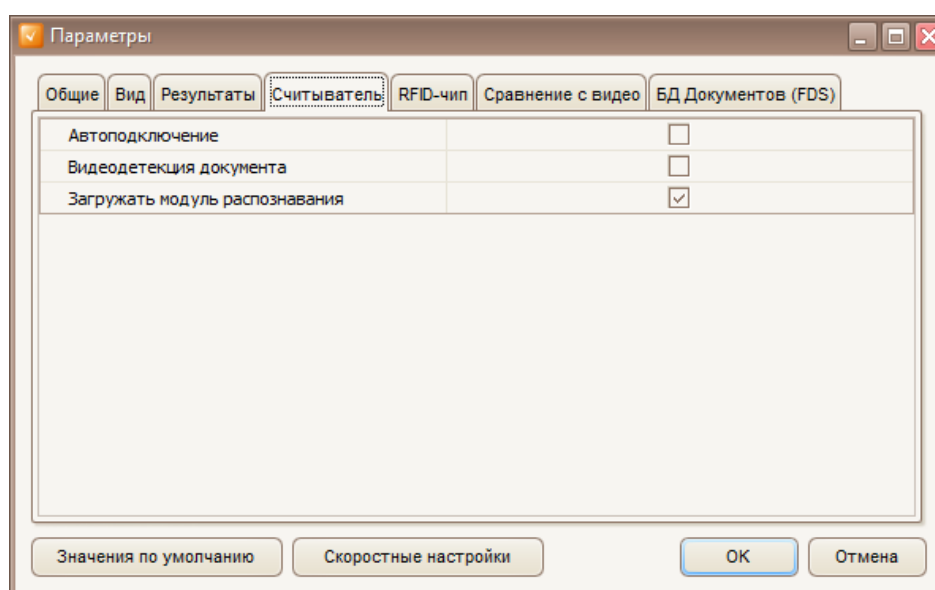 Параметры
Общие Вид Результаты Считыватель RFID-чип Сравнение с видео БД Документов (FDS)
Автоподключение
Видеодетекция документа
Загружать модуль распознавания
Значения по умолчанию Скоростные настройки OK Отмена